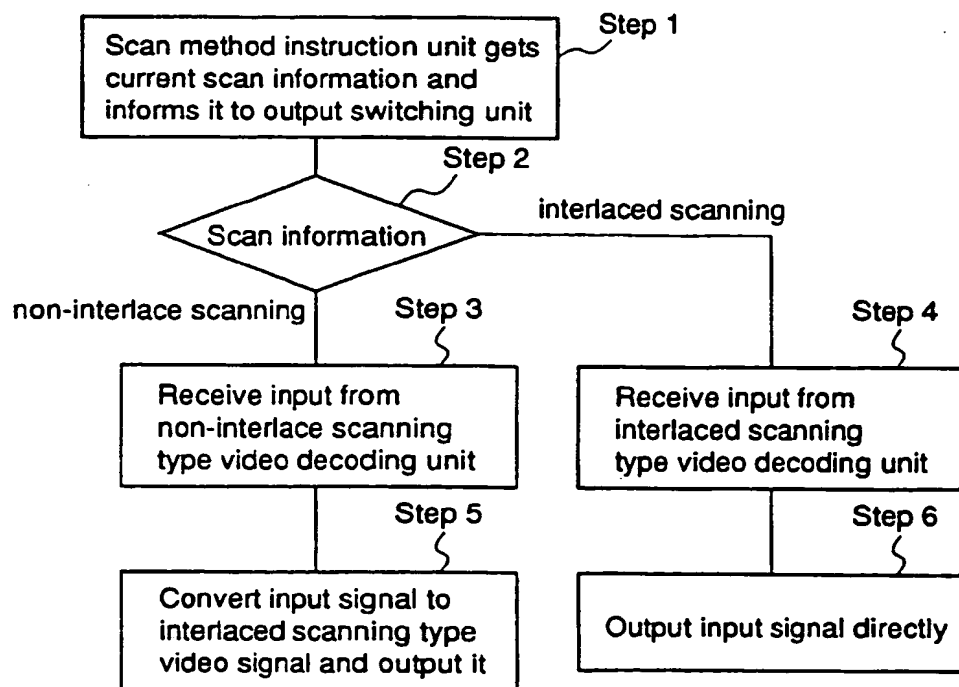 Step 1
Scan method instruction unit gets
current scan information and
informs it to output switching unit
Step 2
Scan information
interlaced scanning
non-interlace scanning
Step 3
Receive input from
non-interlace scanning
type video decoding unit
Step 4
Receive input from
interlaced scanning
type video decoding unit
Step 5
Convert input signal to
interlaced scanning type
video signal and output it
Step 6
Output input signal directly